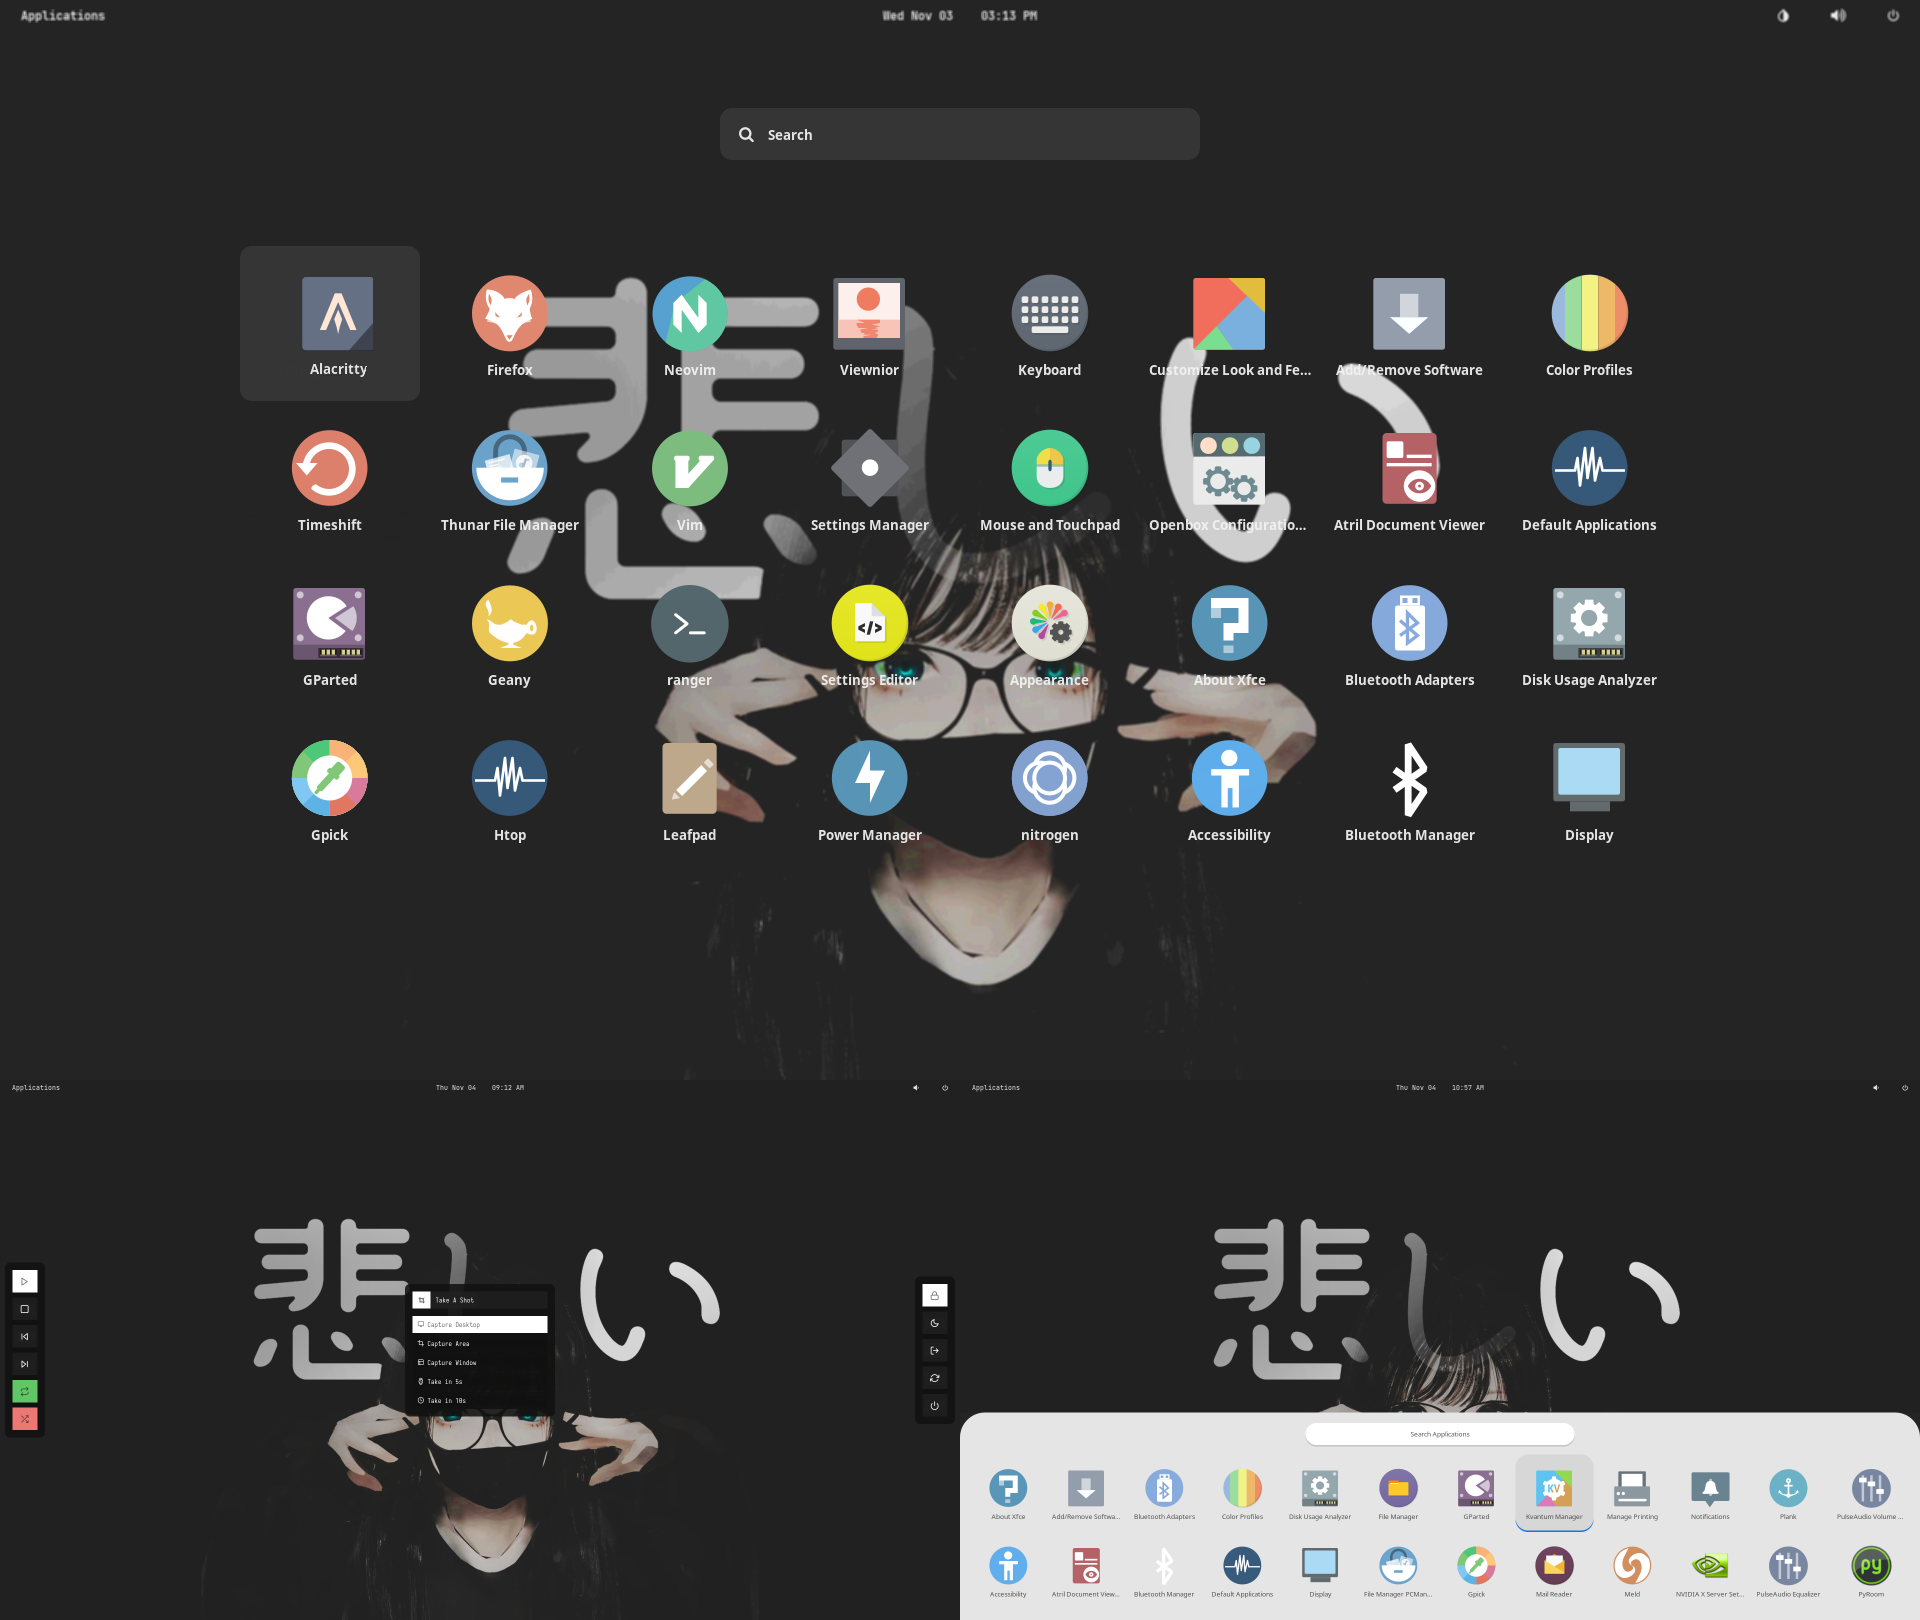 Applications
Wed Nov 03 03:13 PM
Search
Alacritty
Firefox
Neovim
Viewnior
Keyboard
Customize Look and Fe...
Add/Remove Software
Color Profiles
Timeshift
Thunar File Manager
Vim
Settings Manager
Mouse and Touchpad
Openbox Configuratio...
Atril Document Viewer
Default Applications
GParted
Geany
ranger
Settings Editor
Appearance
About Xfce
Bluetooth Adapters
Disk Usage Analyzer
Gpick
Htop
Leafpad
Power Manager
nitrogen
Accessibility
Bluetooth Manager
Display
悲しい
Applications
Thu Nov 04 09:12 AM
悲しい
Take A Shot
Capture Desktop
Capture Area
Capture Window
Take in 5s
Take in 10s
Applications
Thu Nov 04 10:57 AM
悲しい
Search Applications
KV
py
About Xfce
Add/Remove Softwa...
Bluetooth Adapters
Color Profiles
Disk Usage Analyzer
File Manager
GParted
Kvantum Manager
Manage Printing
Notifications
Plank
PulseAudio Volume ...
Accessibility
Atril Document View...
Bluetooth Manager
Default Applications
Display
File Manager PCMan...
Gpick
Mail Reader
Meld
NVIDIA X Server Set...
PulseAudio Equalizer
PyRoom